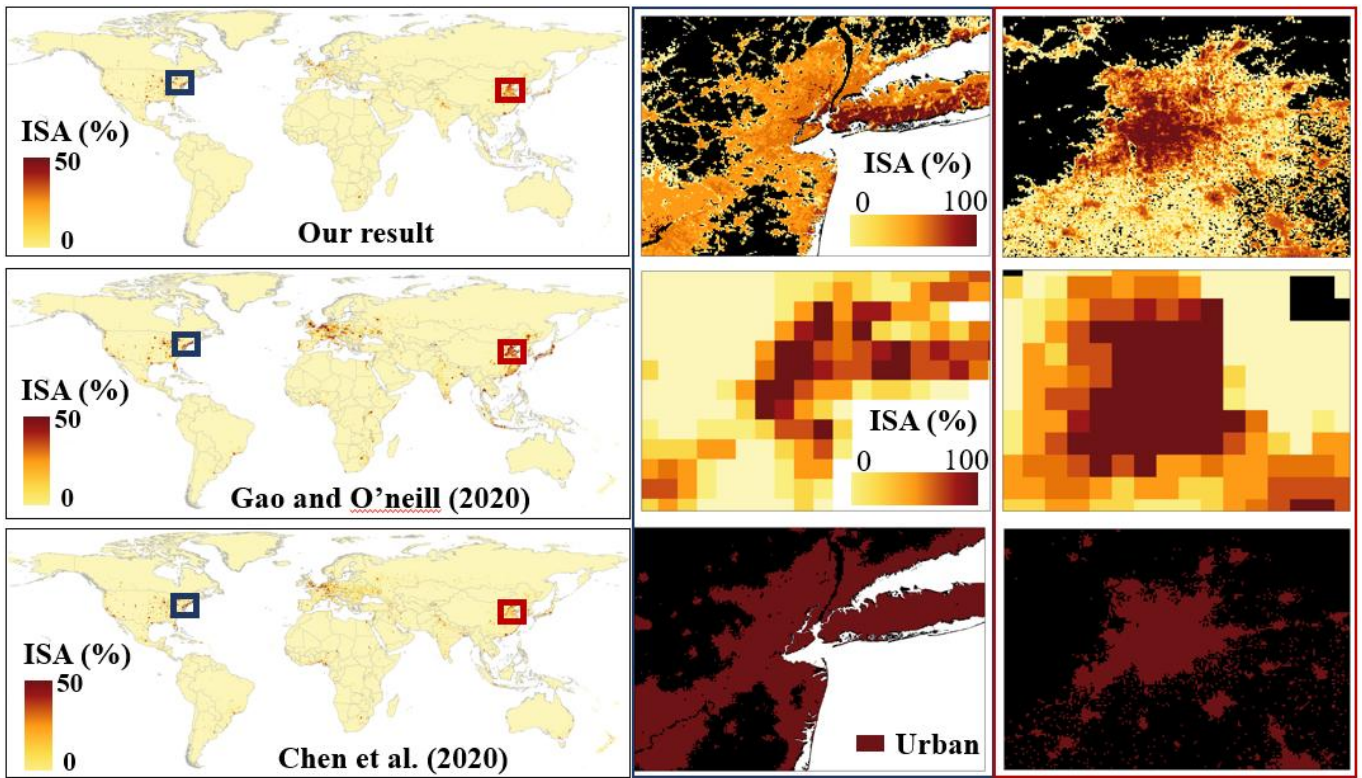 ISA (%)
50
0
Our result
ISA (%)
0 100
ISA (%)
50
0
Gao and O’neill (2020)
ISA (%)
0 100
ISA (%)
50
0
Chen et al. (2020)
Urban